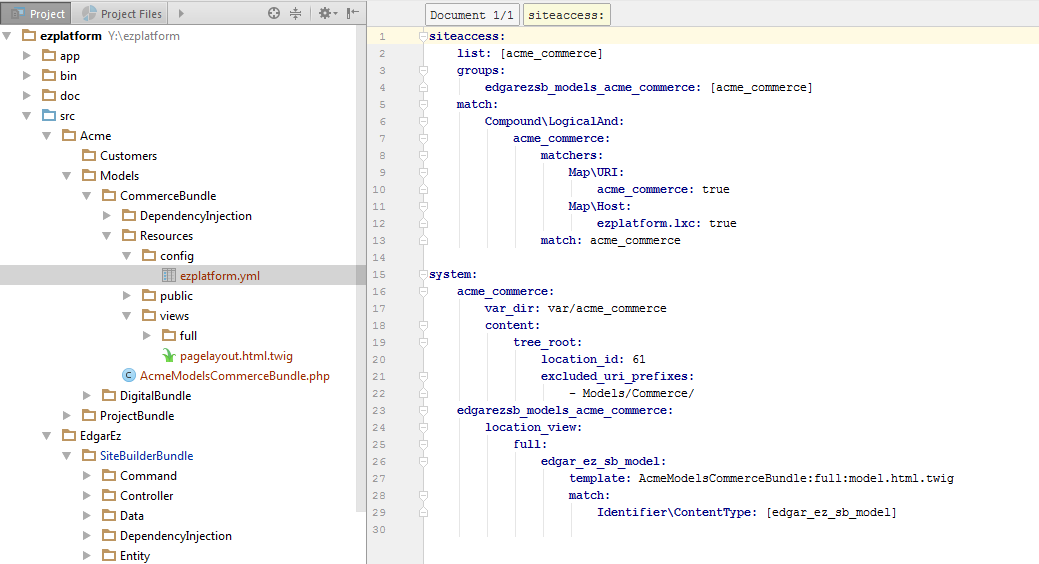 Project
Project Files
ezplatform Y:\ezplatform
app
bin
doc
src
Acme
Customers
Models
CommerceBundle
DependencyInjection
Resources
config
ezplatform.yml
public
views
full
pagelayout.html.twig
AcmeModelsCommerceBundle.php
DigitalBundle
ProjectBundle
EdgarEz
SiteBuilderBundle
Command
Controller
Data
DependencyInjection
Entity
Document 1/1
siteaccess:
1 siteaccess:
2 list: [acme_commerce]
3 groups:
4 edgarezsb_models_acme_commerce: [acme_commerce]
5 match:
6 Compound\LogicalAnd:
7 acme_commerce:
8 matchers:
9 Map\URI:
10 acme_commerce: true
11 Map\Host:
12 ezplatform.lxc: true
13 match: acme_commerce
14
15 system:
16 acme_commerce:
17 var_dir: var/acme_commerce
18 content:
19 tree_root:
20 location_id: 61
21 excluded_uri_prefixes:
22 - Models/Commerce/
23 edgarezsb_models_acme_commerce:
24 location_view:
25 full:
26 edgar_ez_sb_model:
27 template: AcmeModelsCommerceBundle:full:model.html.twig
28 match:
29 Identifier\ContentType: [edgar_ez_sb_model]
30